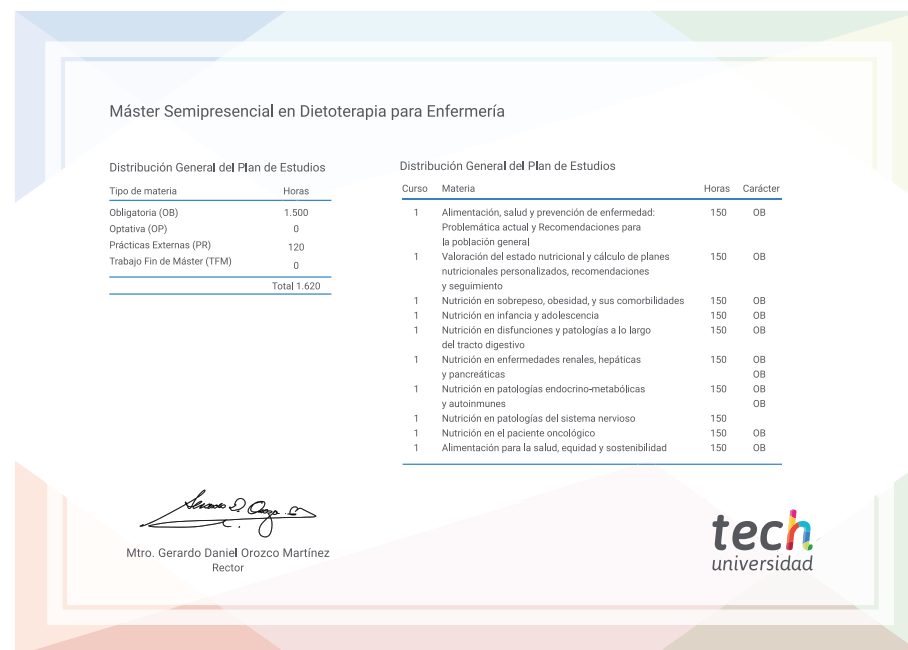 Máster Semipresencial en Dietoterapia para Enfermería
Distribución General del Plan de Estudios
Tipo de materia Horas
Obligatoria (OB) 1.500
Optativa (OP) 0
Prácticas Externas (PR) 120
Trabajo Fin de Máster (TFM) 0
Total 1.620
Distribución General del Plan de Estudios
Curso Materia Horas Carácter
1 Alimentación, salud y prevención de enfermedad: 150 OB
Problemática actual y Recomendaciones para
la población general
1 Valoración del estado nutricional y cálculo de planes 150 OB
nutricionales personalizados, recomendaciones
y seguimiento
1 Nutrición en sobrepeso, obesidad, y sus comorbilidades 150 OB
1 Nutrición en infancia y adolescencia 150 OB
1 Nutrición en disfunciones y patologías a lo largo 150 OB
del tracto digestivo
1 Nutrición en enfermedades renales, hepáticas 150 OB
y pancreáticas OB
1 Nutrición en patologías endocrino-metabólicas 150 OB
y autoinmunes OB
1 Nutrición en patologías del sistema nervioso 150
1 Nutrición en el paciente oncológico 150 OB
1 Alimentación para la salud, equidad y sostenibilidad 150 OB
Mtro. Gerardo Daniel Orozco Martínez
Rector
tech
universidad